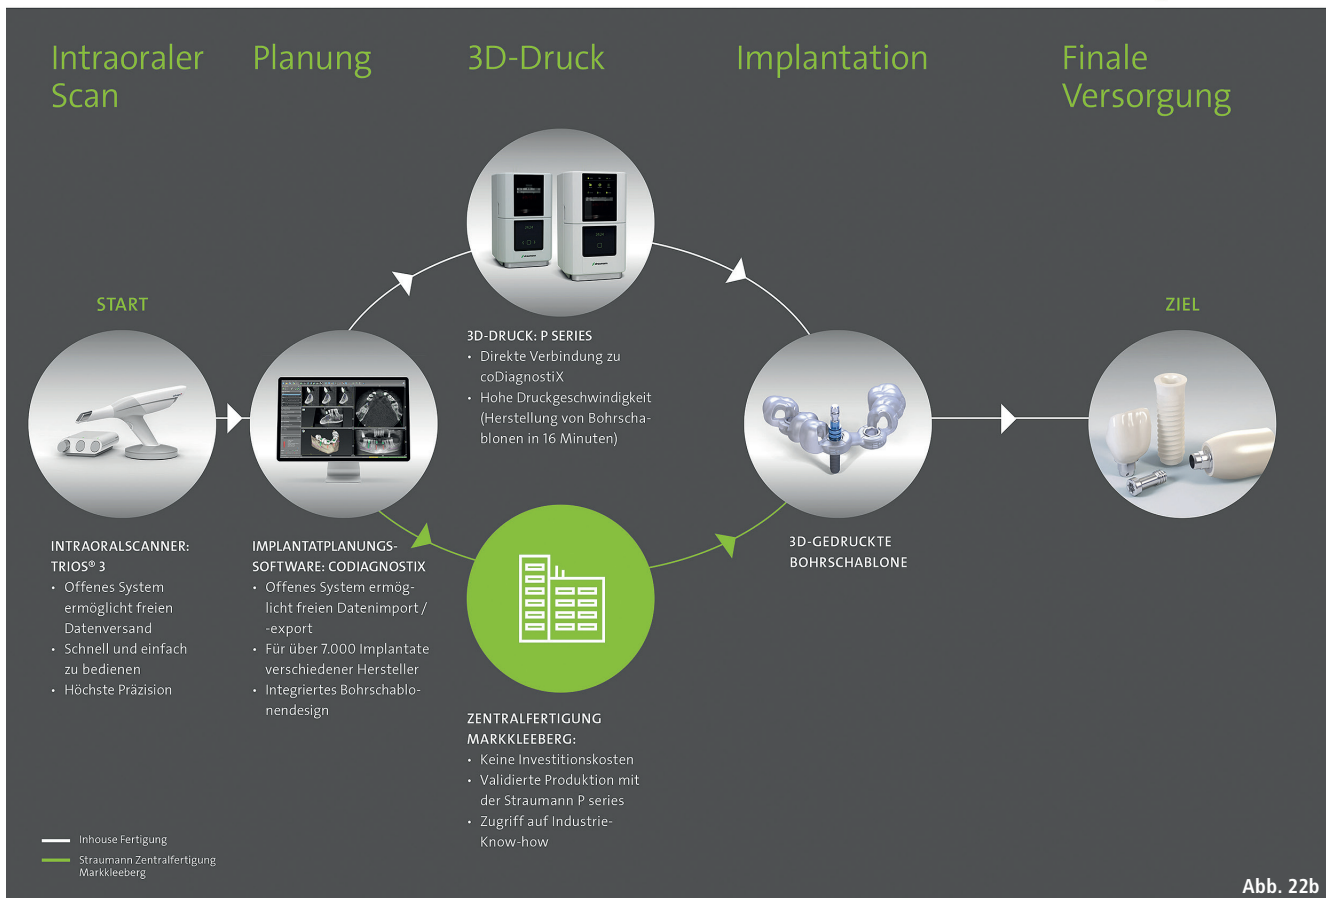 Intraoraler
Scan
Planung
3D-Druck
Implantation
Finale
Versorgung
START
ZIEL
3D-DRUCK: P SERIES
• Direkte Verbindung zu
coDiagnostiX
• Hohe Druckgeschwindigkeit
(Herstellung von Bohrscha-
blonen in 16 Minuten)
INTRAORALSCANNER:
TRIOS® 3
• Offenes System
ermöglicht freien
Datenversand
• Schnell und einfach
zu bedienen
• Höchste Präzision
IMPLANTATPLANUNGS-
SOFTWARE: CODIAGNOSTIX
• Offenes System ermög-
licht freien Datenimport /
-export
• Für über 7.000 Implantate
verschiedener Hersteller
• Integriertes Bohrschablo-
nendesign
3D-GEDRUCKTE
BOHRSCHABLONE
ZENTRALFERTIGUNG
MARKKLEEBERG:
• Keine Investitionskosten
• Validierte Produktion mit
der Straumann P series
• Zugriff auf Industrie-
Know-how
Inhouse Fertigung
Straumann Zentralfertigung
Markkleeberg
Abb. 22b